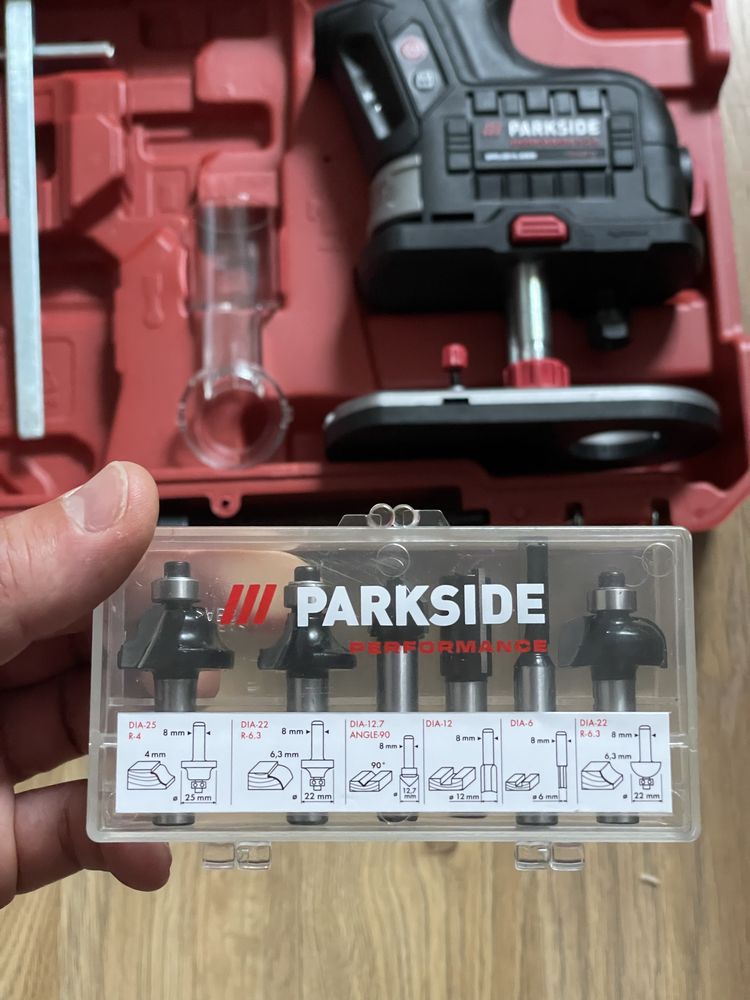 PARKSIDE
PARKSIDE
PERFORMANCE
DIA-25
R-4
8 mm
4 mm
ø 25 mm
DIA-22
R-6,3
8 mm
6,3 mm
ø 22 mm
DIA-12.7
ANGLE-90
8 mm
90°
ø 12,7 mm
DIA-12
8 mm
ø 12 mm
DIA-6
8 mm
ø 6 mm
DIA-22
R-6.3
8 mm
6,3 mm
ø 22 mm